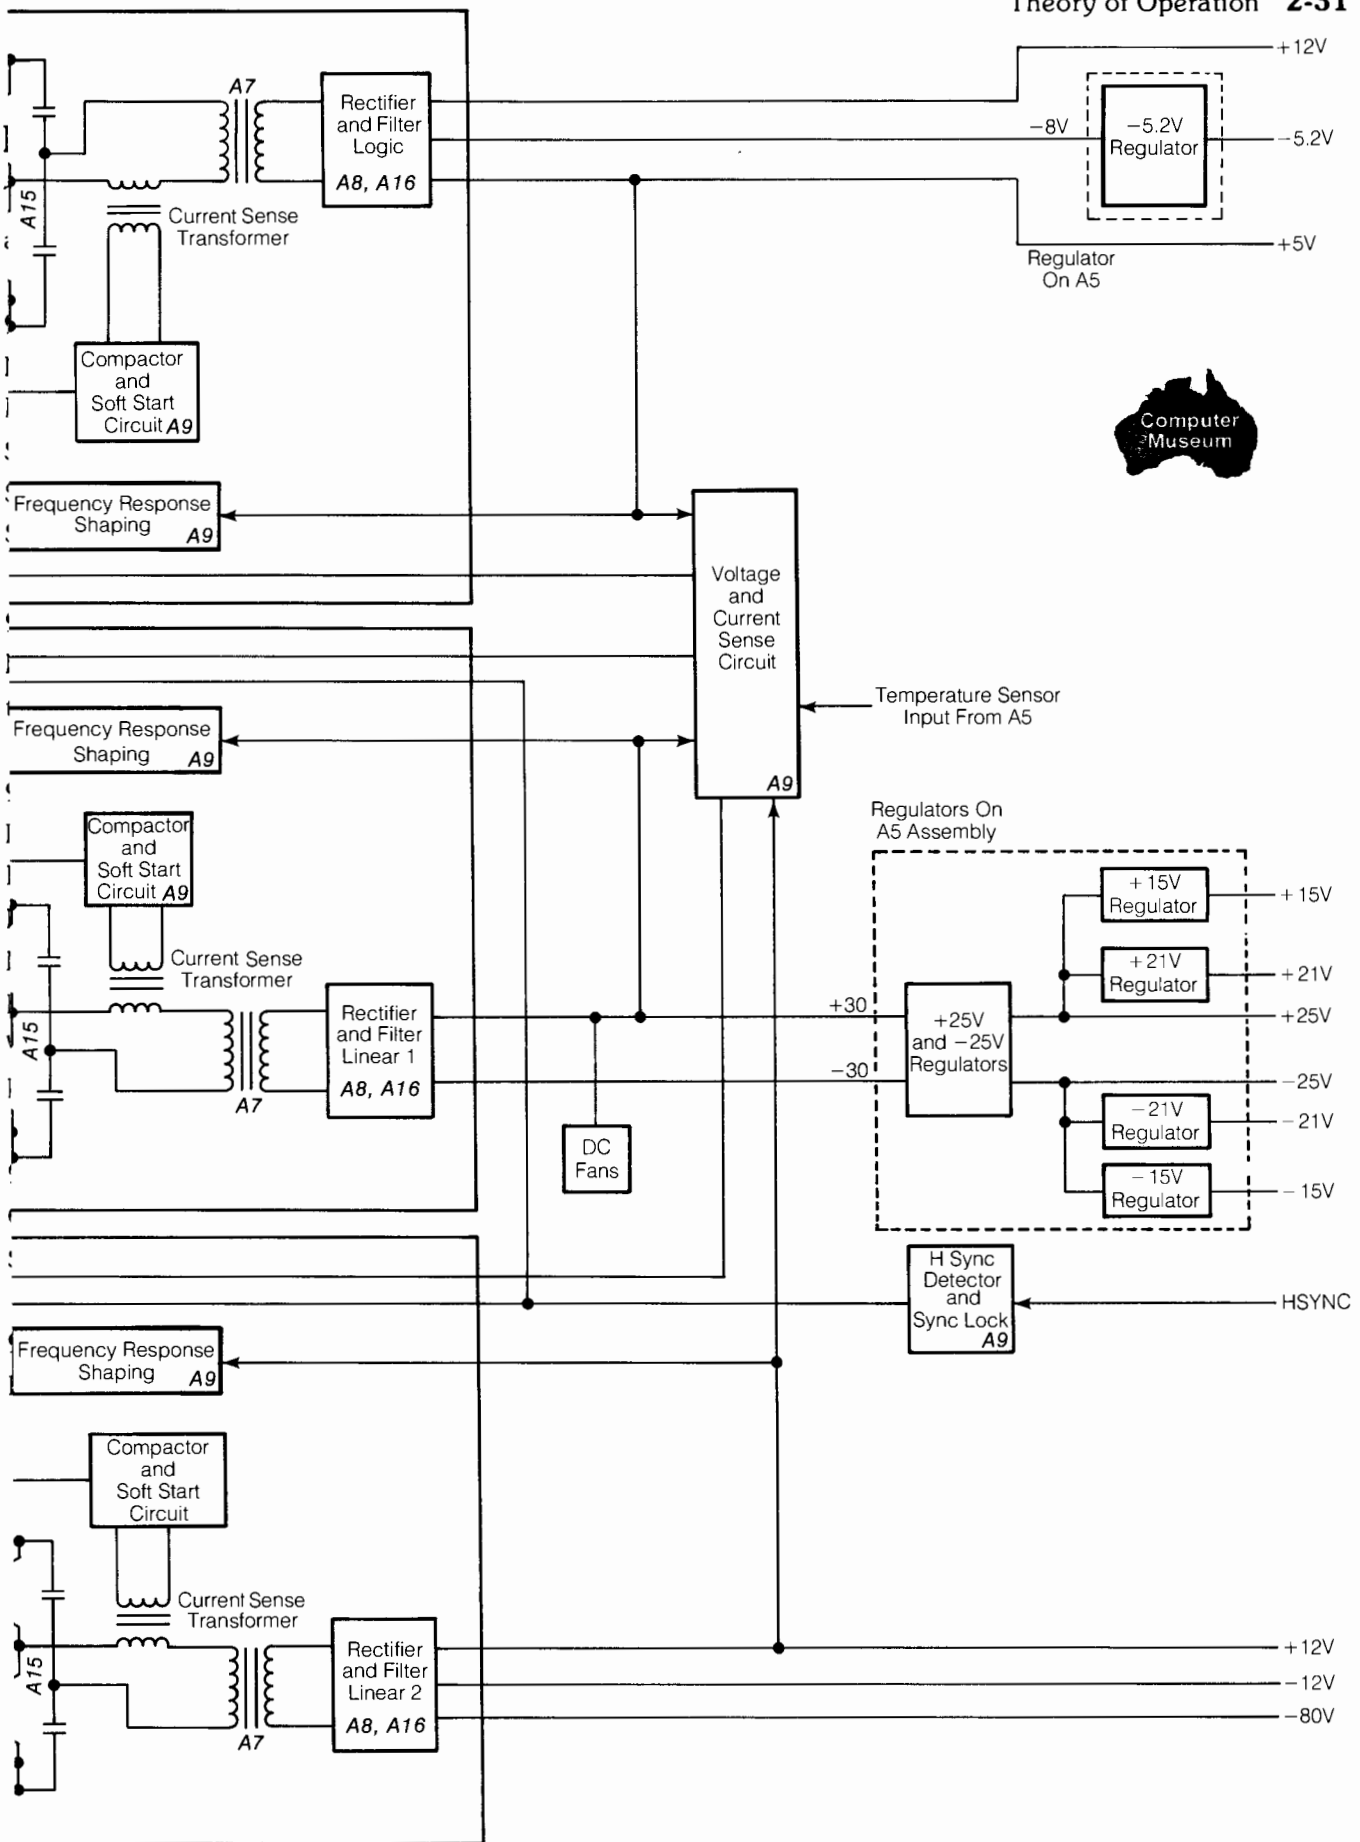 Theory of Operation 2-31
+12V
A7
Rectifier
and Filter
Logic
A8, A16
-8V
-5.2V
Regulator
-5.2V
A15
Current Sense
Transformer
+5V
Regulator
On A5
Compactor
and
Soft Start
Circuit A9
Computer
Museum
Frequency Response
Shaping
A9
Voltage
and
Current
Sense
Circuit
A9
Temperature Sensor
Input From A5
Frequency Response
Shaping
A9
Regulators On
A5 Assembly
Compactor
and
Soft Start
Circuit A9
+15V
Regulator
+15V
+21V
Regulator
+21V
Current Sense
Transformer
A15
A7
Rectifier
and Filter
Linear 1
A8, A16
+30
-30
+25V
and -25V
Regulators
+25V
-25V
-21V
Regulator
-21V
-15V
Regulator
-15V
DC
Fans
H Sync
Detector
and
Sync Lock
A9
HSYNC
Frequency Response
Shaping
A9
Compactor
and
Soft Start
Circuit
Current Sense
Transformer
A15
A7
Rectifier
and Filter
Linear 2
A8, A16
+12V
-12V
-80V